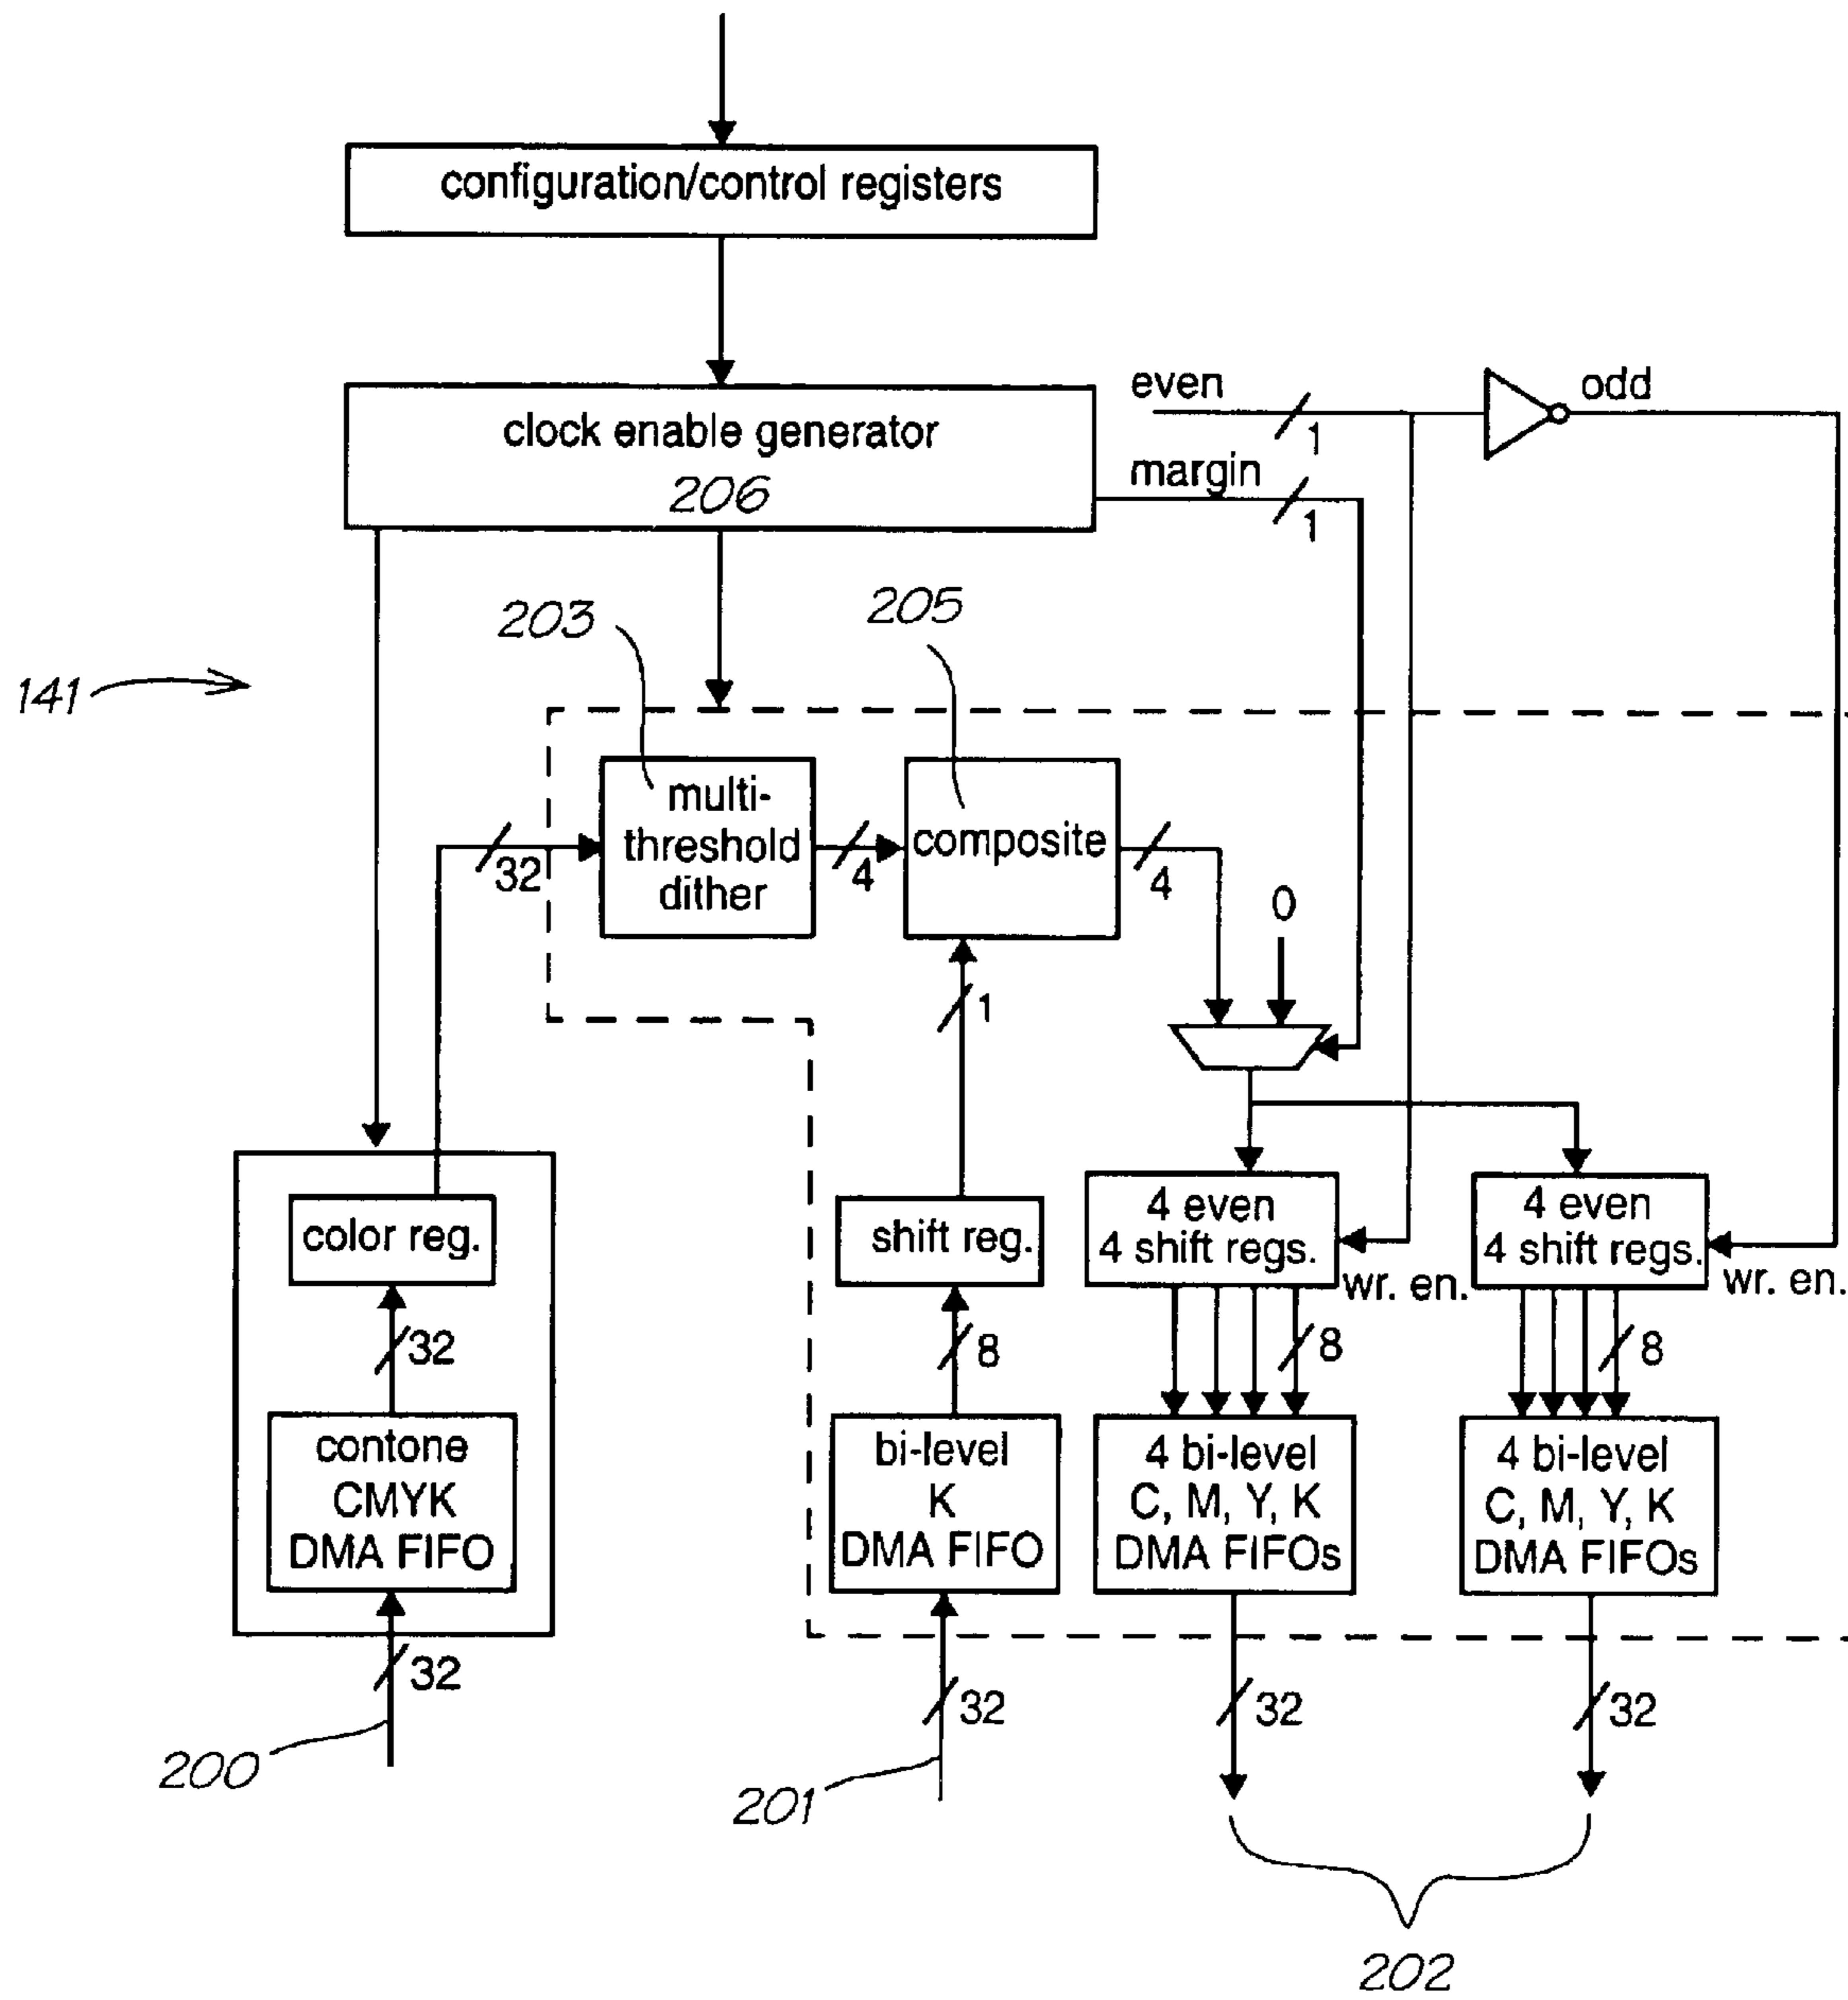 configuration/control registers
clock enable generator
206
even
1
odd
margin
1
203
205
141
multi-
threshold
dither
composite
32
4
4
0
1
color reg.
shift reg.
4 even
4 shift regs.
wr. en.
4 even
4 shift regs.
wr. en.
32
8
8
8
contone
CMYK
DMA FIFO
bi-level
K
DMA FIFO
4 bi-level
C, M, Y, K
DMA FIFOs
4 bi-level
C, M, Y, K
DMA FIFOs
32
32
32
32
200
201
202